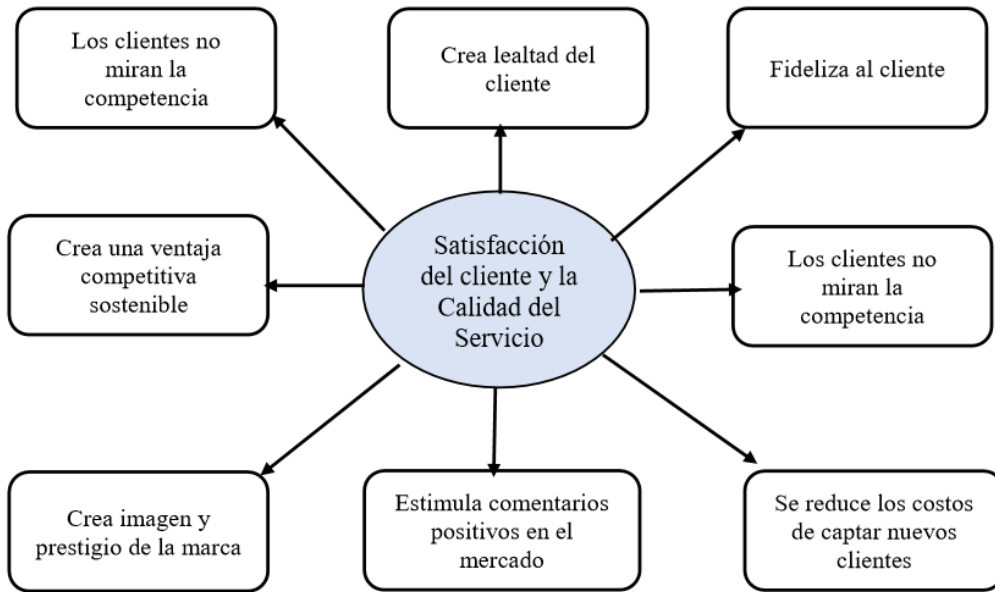 Los clientes no
miran la
competencia
Crea lealtad del
cliente
Fideliza al cliente
Crea una ventaja
competitiva
sostenible
Satisfacción
del cliente y la
Calidad del
Servicio
Los clientes no
miran la
competencia
Crea imagen y
prestigio de la marca
Estimula comentarios
positivos en el
mercado
Se reduce los costos
de captar nuevos
clientes